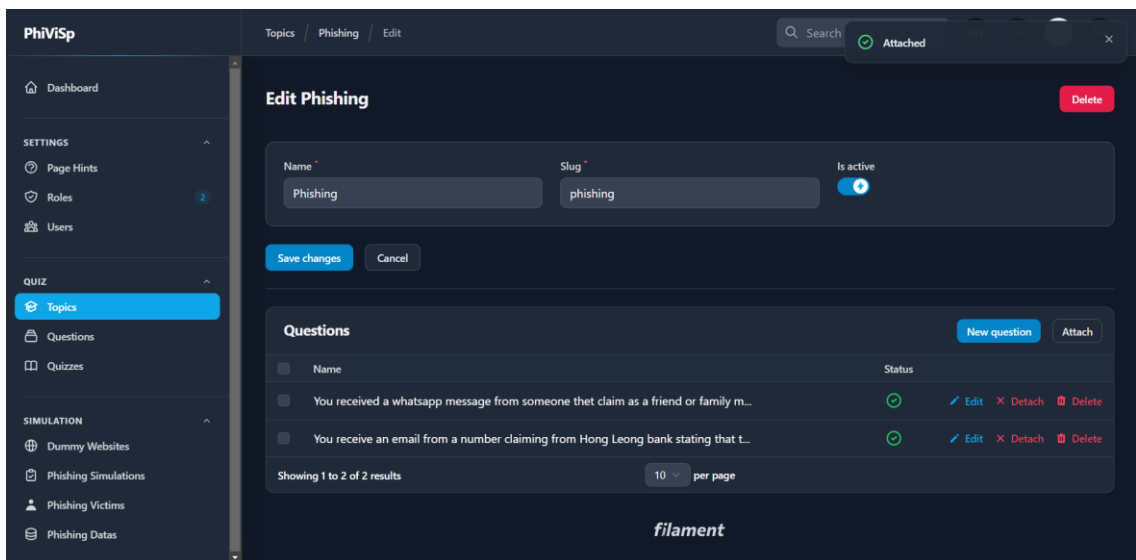 PhiViSp
Topics / Phishing / Edit
Search
Attached
Dashboard
Edit Phishing
Delete
SETTINGS
Page Hints
Roles 2
Users
Name*
Slug*
Is active
Phishing
phishing
Save changes
Cancel
QUIZ
Topics
Questions
Quizzes
Questions
New question
Attach
Name
Status
You received a whatsapp message from someone thet claim as a friend or family m...
Edit Detach Delete
You receive an email from a number claiming from Hong Leong bank stating that t...
Edit Detach Delete
Showing 1 to 2 of 2 results
10 per page
SIMULATION
Dummy Websites
Phishing Simulations
Phishing Victims
Phishing Datas
filament